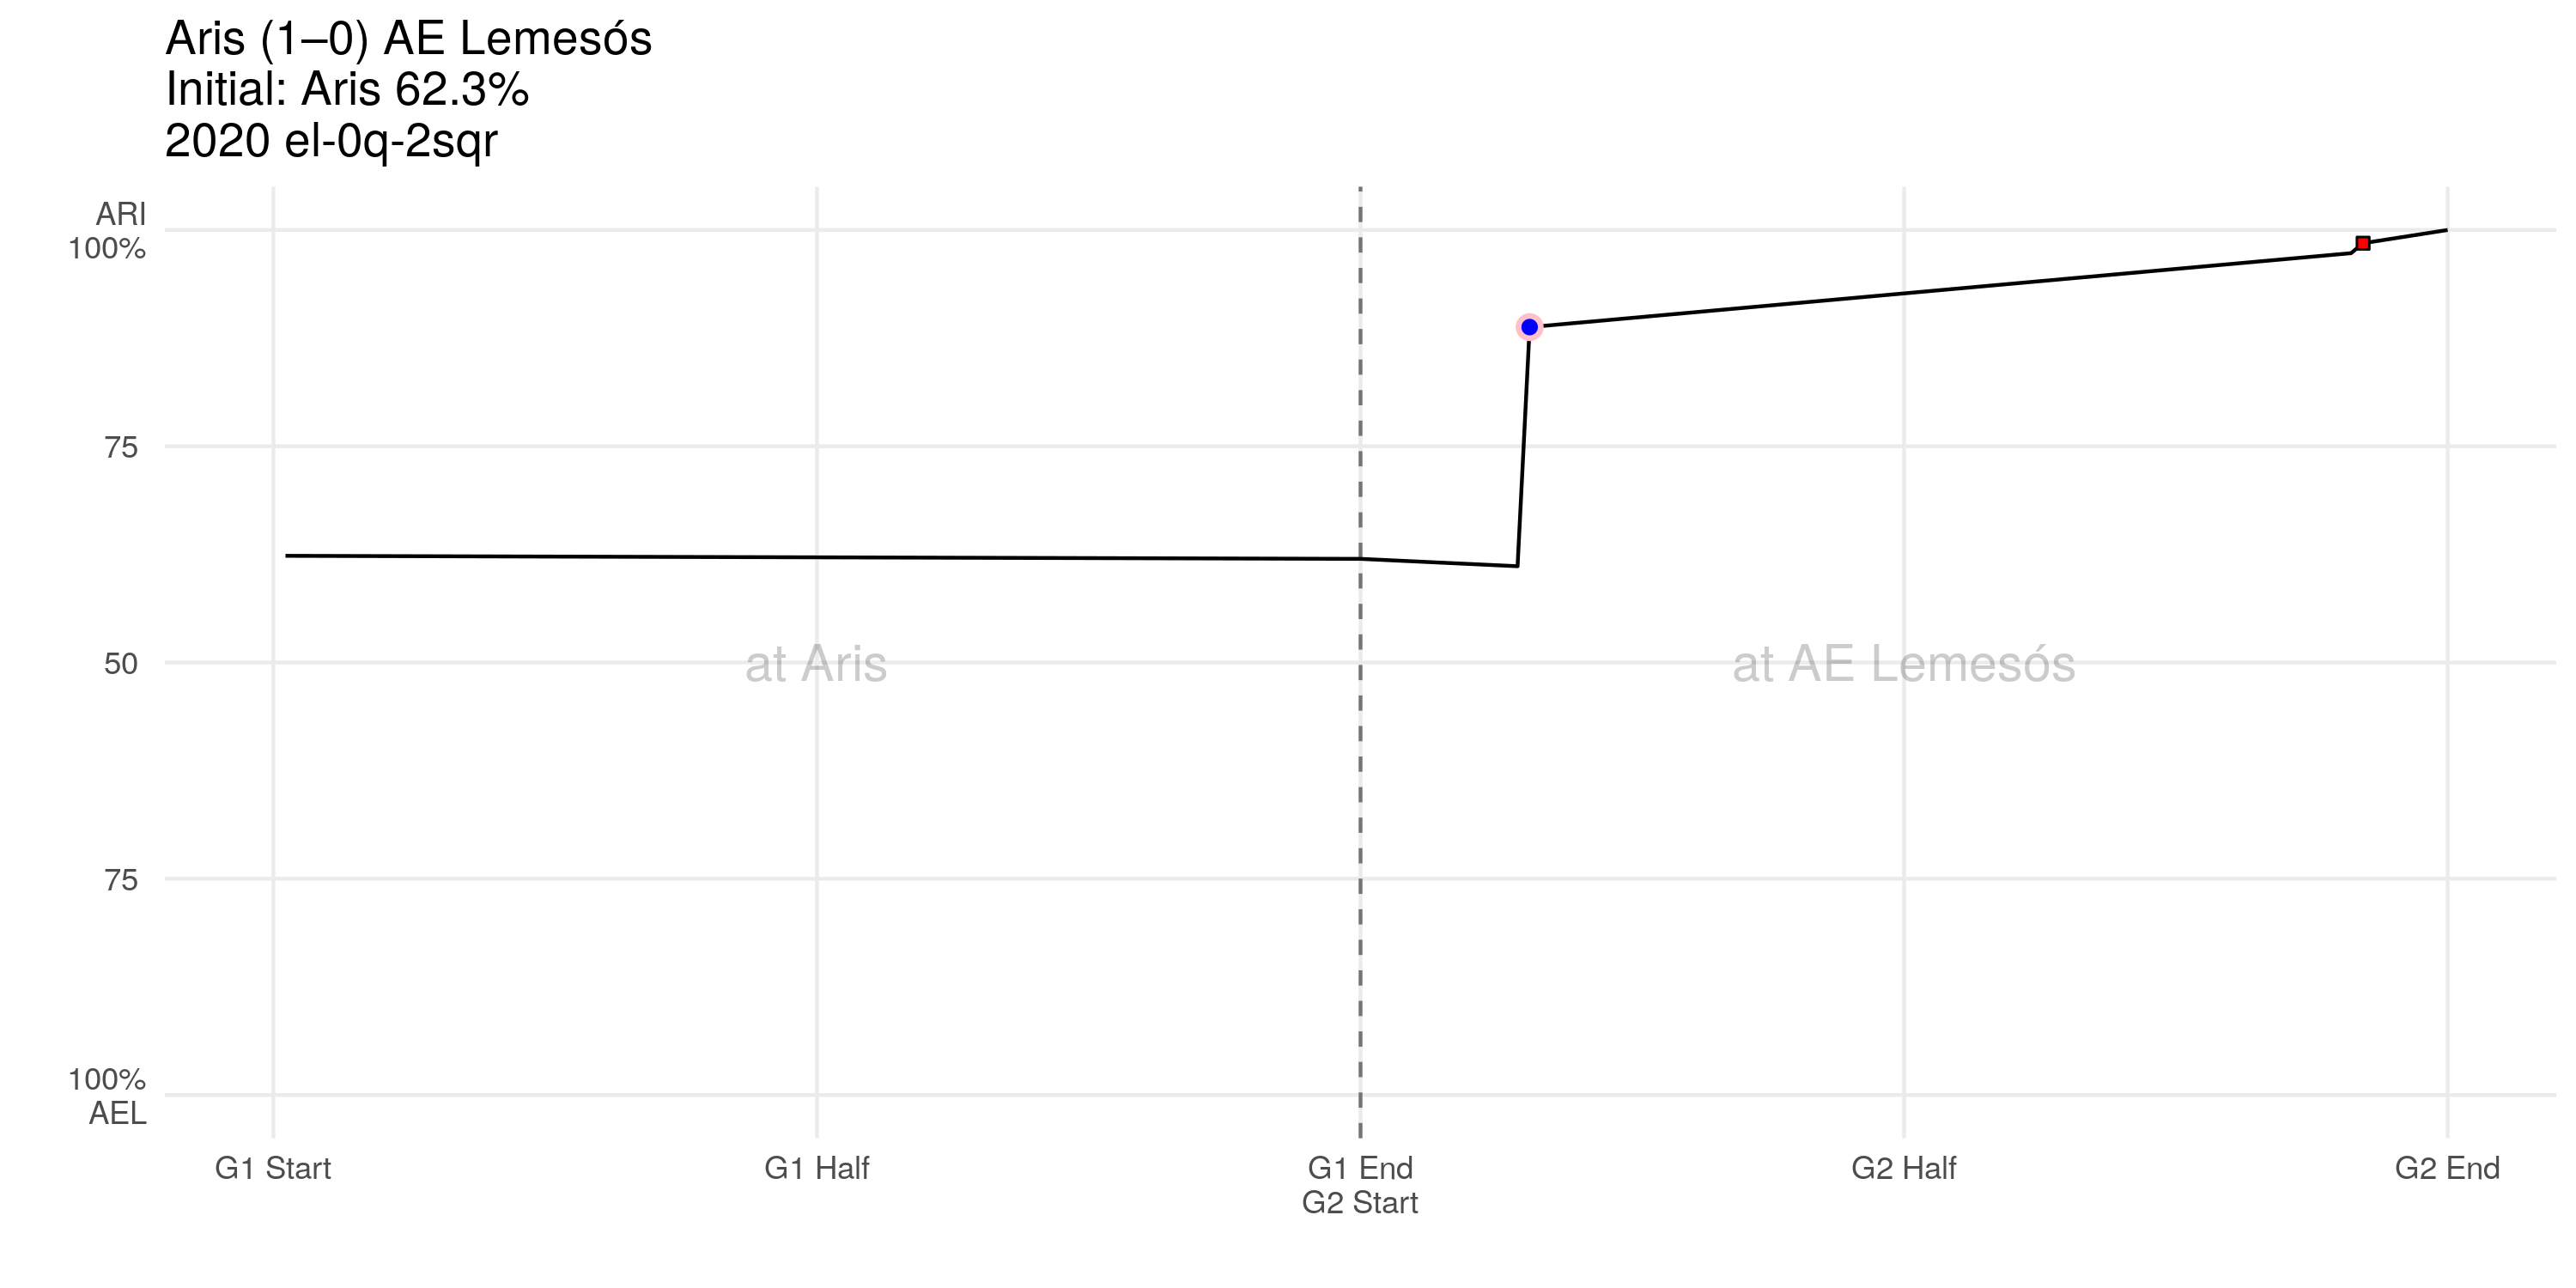 Aris (1–0) AE Lemesós
Initial: Aris 62.3%
2020 el-0q-2sqr
ARI
100%
75
50
75
100%
AEL
at Aris
at AE Lemesós
G1 Start
G1 Half
G1 End
G2 Start
G2 Half
G2 End